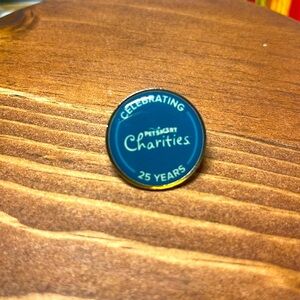 CELEBRATING
PETSMART
Charities
25 YEARS